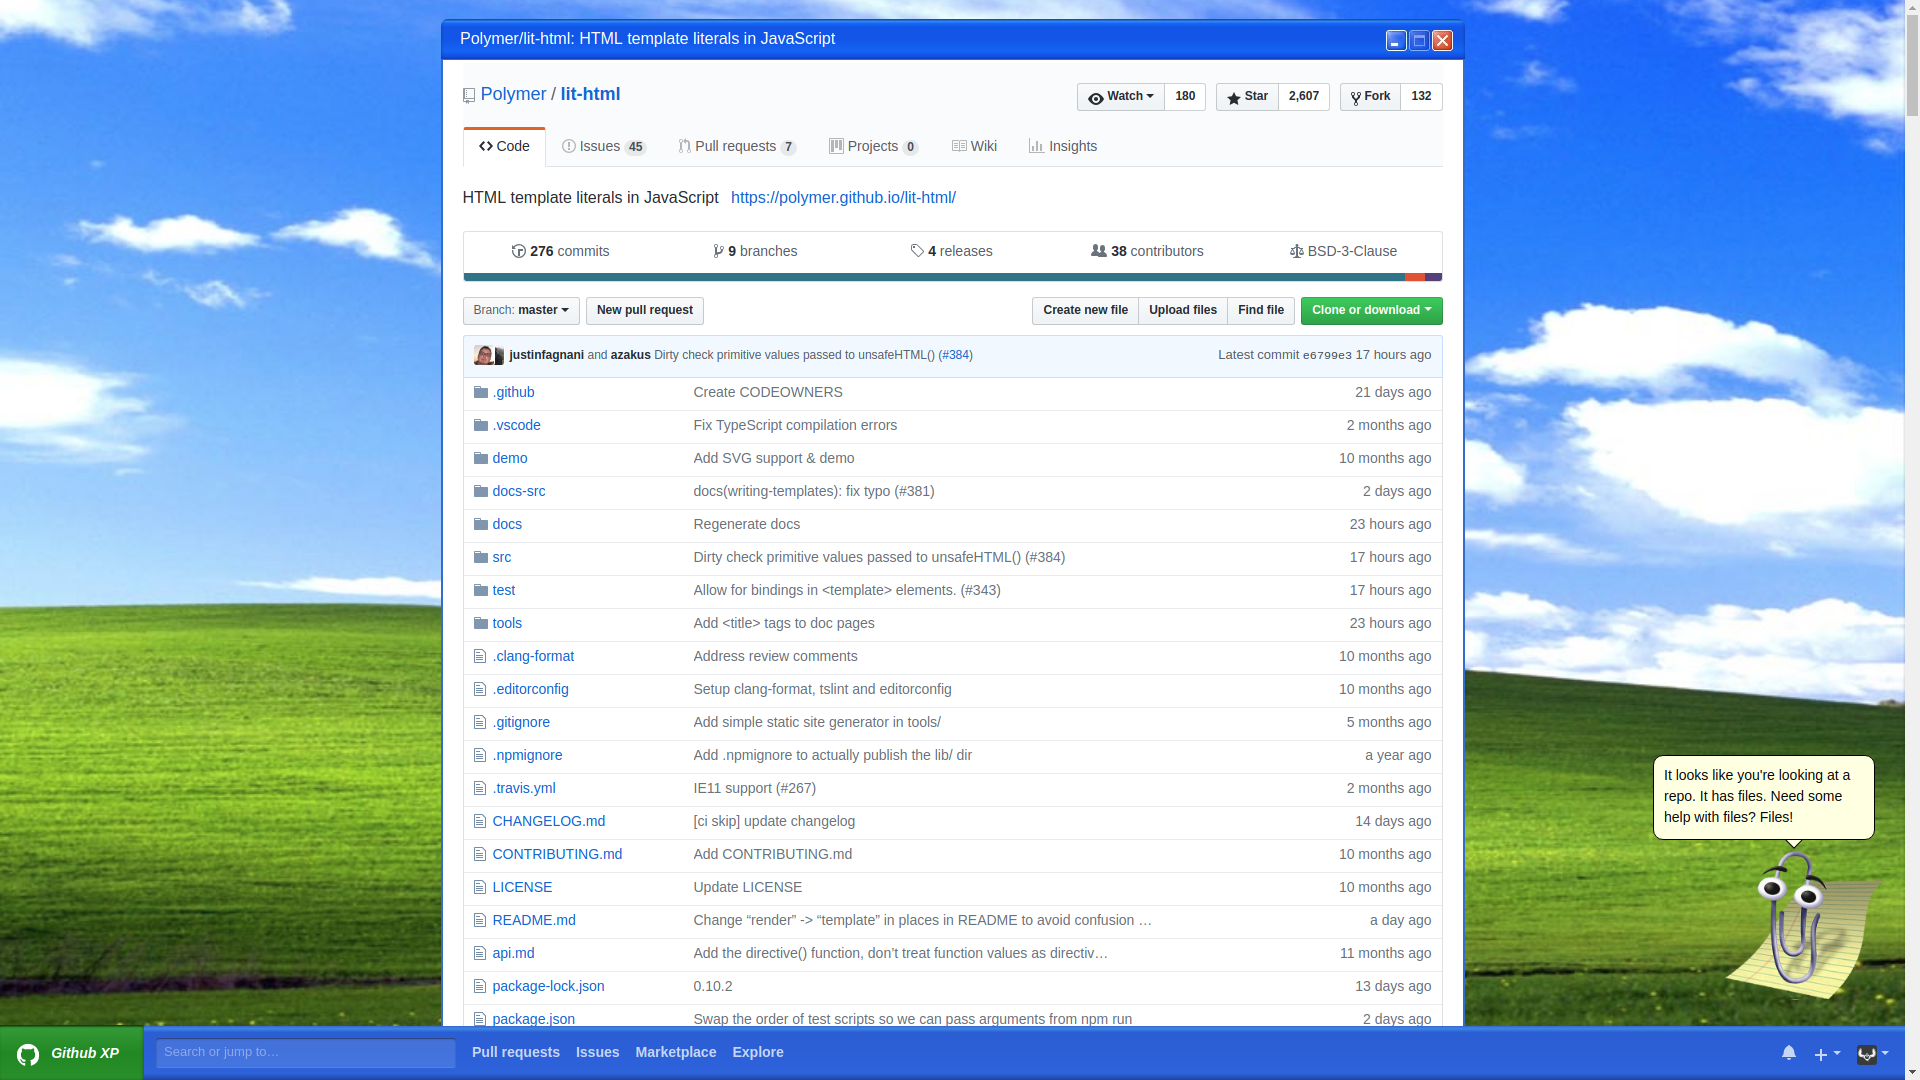 Polymer/lit-html: HTML template literals in JavaScript
Polymer / lit-html
Watch 180 Star 2,607 Fork 132
Code Issues 45 Pull requests 7 Projects 0 Wiki Insights
HTML template literals in JavaScript https://polymer.github.io/lit-html/
276 commits 9 branches 4 releases 38 contributors BSD-3-Clause
Branch: master New pull request Create new file Upload files Find file Clone or download
justinfagnani and azakus Dirty check primitive values passed to unsafeHTML() (#384) Latest commit e6799e3 17 hours ago
.github Create CODEOWNERS 21 days ago
.vscode Fix TypeScript compilation errors 2 months ago
demo Add SVG support & demo 10 months ago
docs-src docs(writing-templates): fix typo (#381) 2 days ago
docs Regenerate docs 23 hours ago
src Dirty check primitive values passed to unsafeHTML() (#384) 17 hours ago
test Allow for bindings in <template> elements. (#343) 17 hours ago
tools Add <title> tags to doc pages 23 hours ago
.clang-format Address review comments 10 months ago
.editorconfig Setup clang-format, tslint and editorconfig 10 months ago
.gitignore Add simple static site generator in tools/ 5 months ago
.npmignore Add .npmignore to actually publish the lib/ dir a year ago
.travis.yml IE11 support (#267) 2 months ago
CHANGELOG.md [ci skip] update changelog 14 days ago
CONTRIBUTING.md Add CONTRIBUTING.md 10 months ago
LICENSE Update LICENSE 10 months ago
README.md Change “render” -> “template” in places in README to avoid confusion … a day ago
api.md Add the directive() function, don’t treat function values as directiv… 11 months ago
package-lock.json 0.10.2 13 days ago
package.json Swap the order of test scripts so we can pass arguments from npm run 2 days ago
It looks like you're looking at a
repo. It has files. Need some
help with files? Files!
Github XP Search or jump to… Pull requests Issues Marketplace Explore